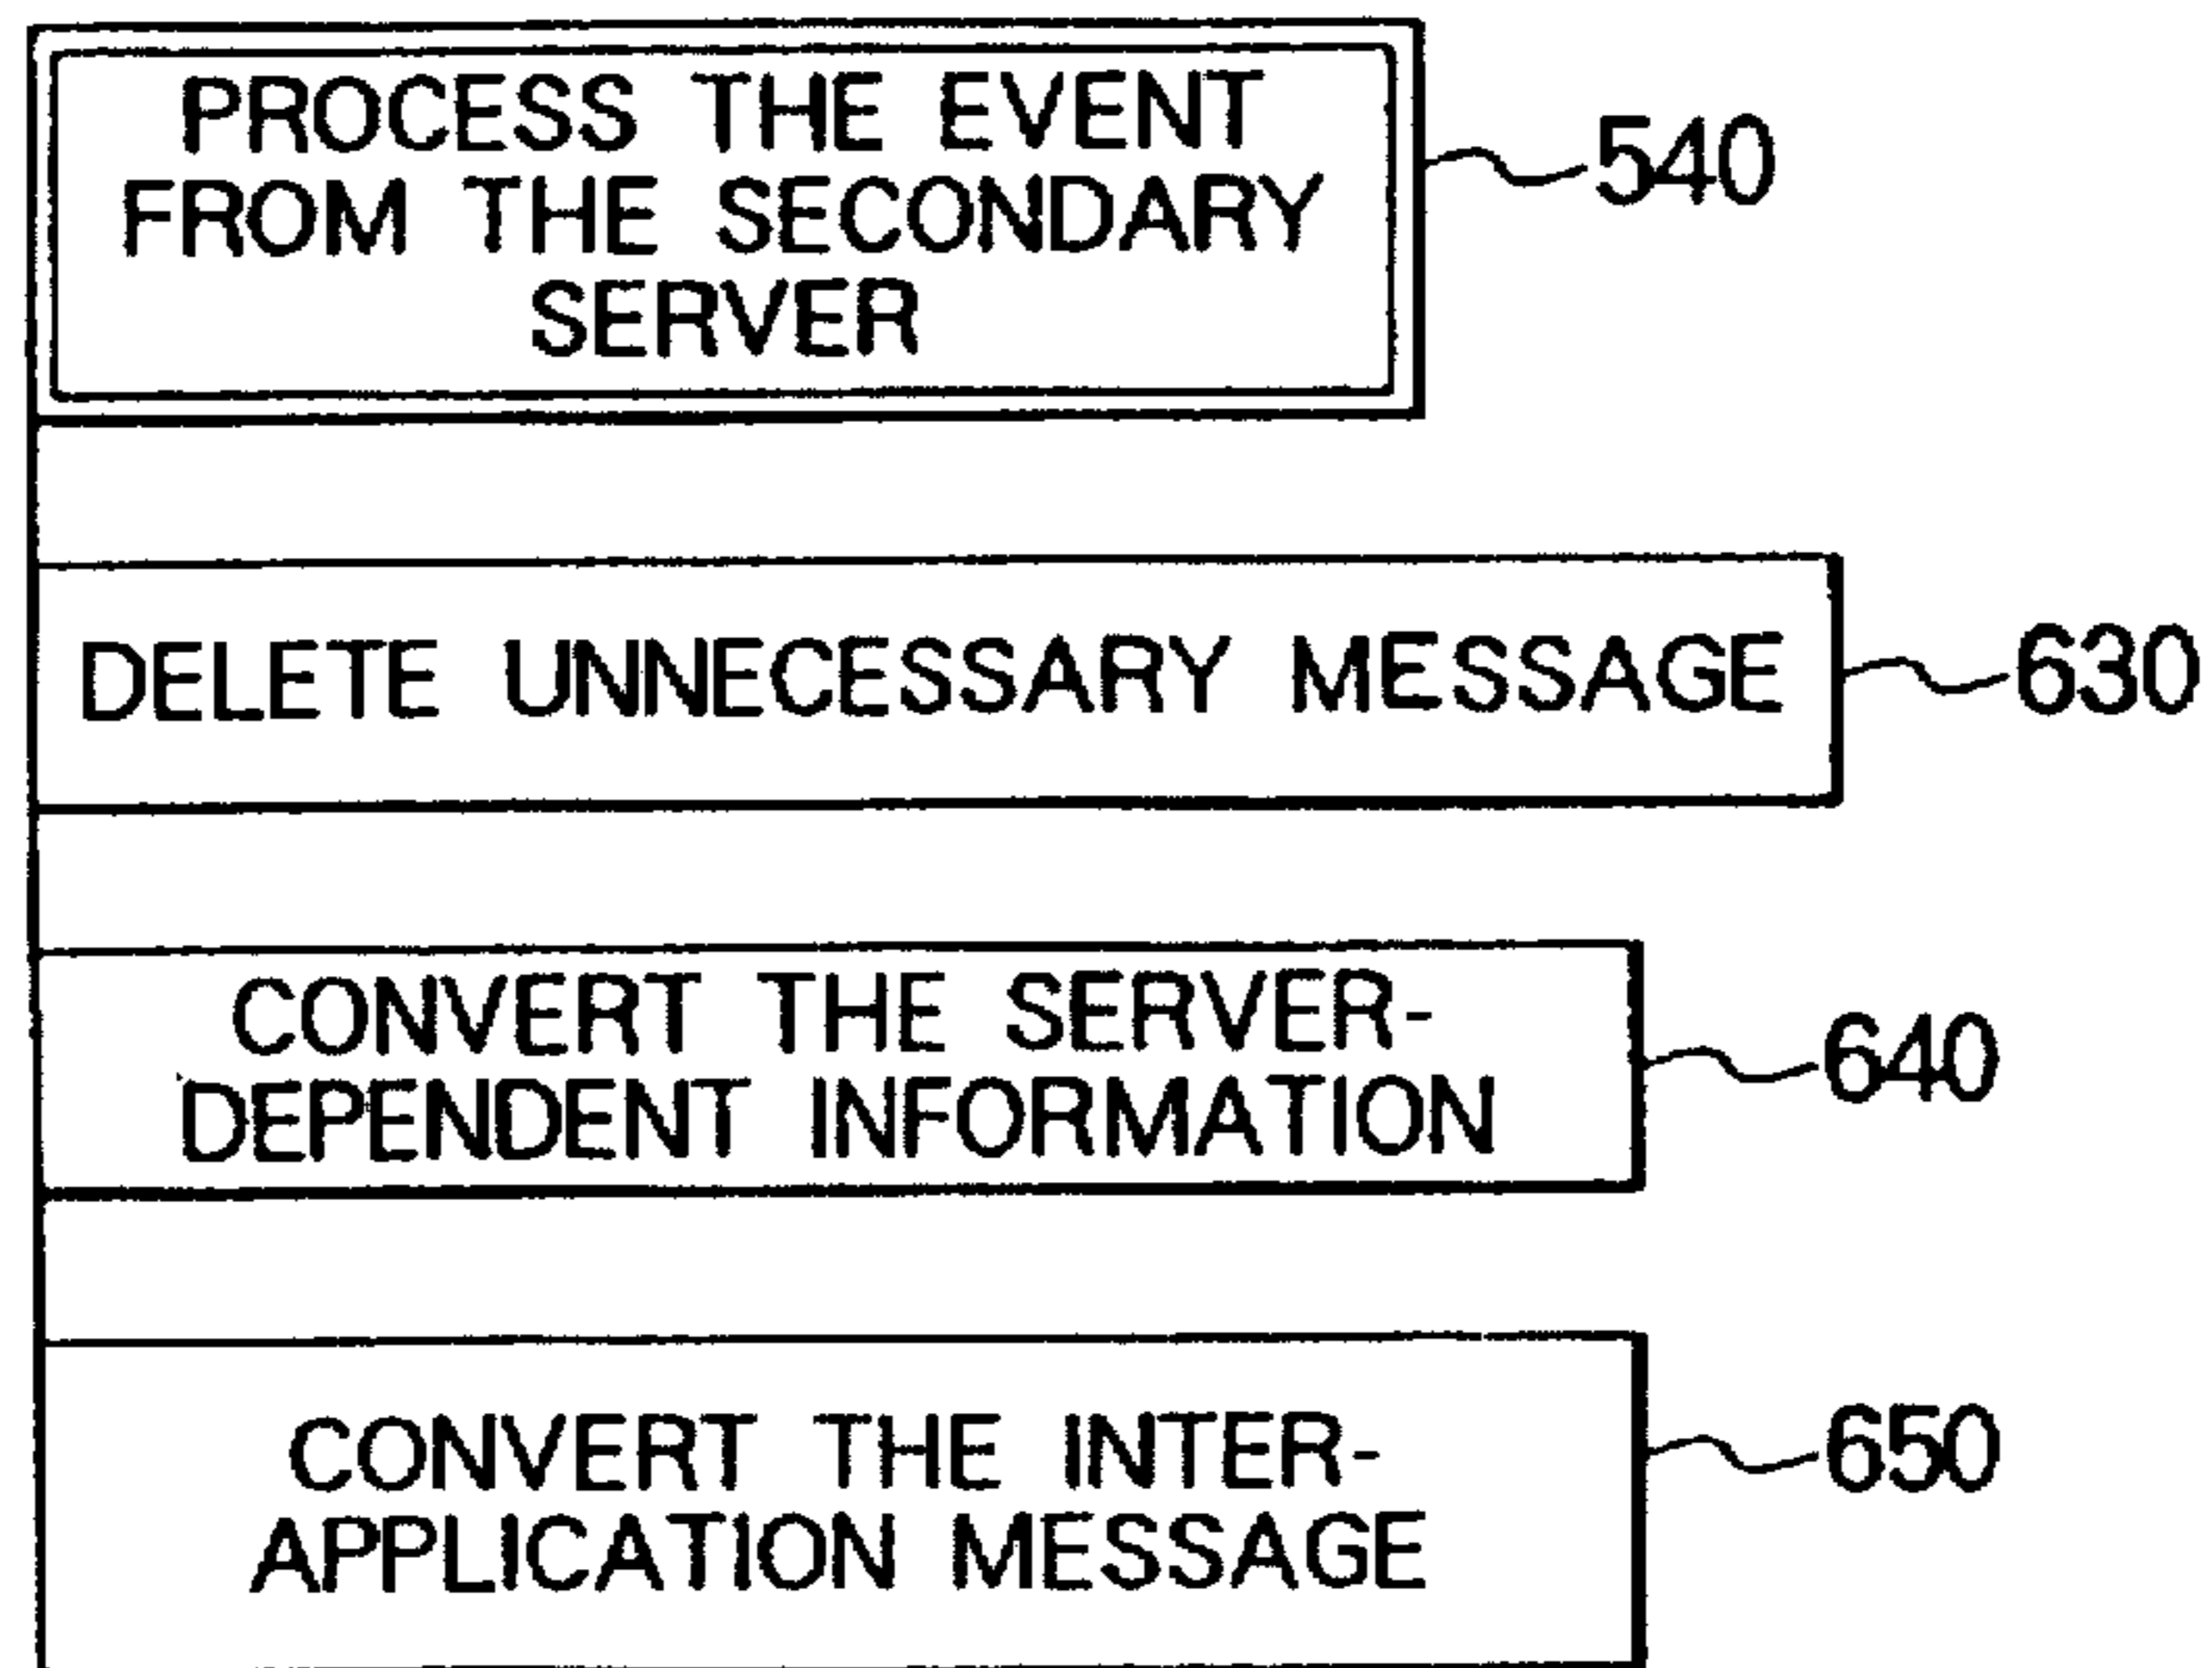 PROCESS THE EVENT
FROM THE SECONDARY
SERVER
540
DELETE UNNECESSARY MESSAGE
630
CONVERT THE SERVER-
DEPENDENT INFORMATION
640
CONVERT THE INTER-
APPLICATION MESSAGE
650